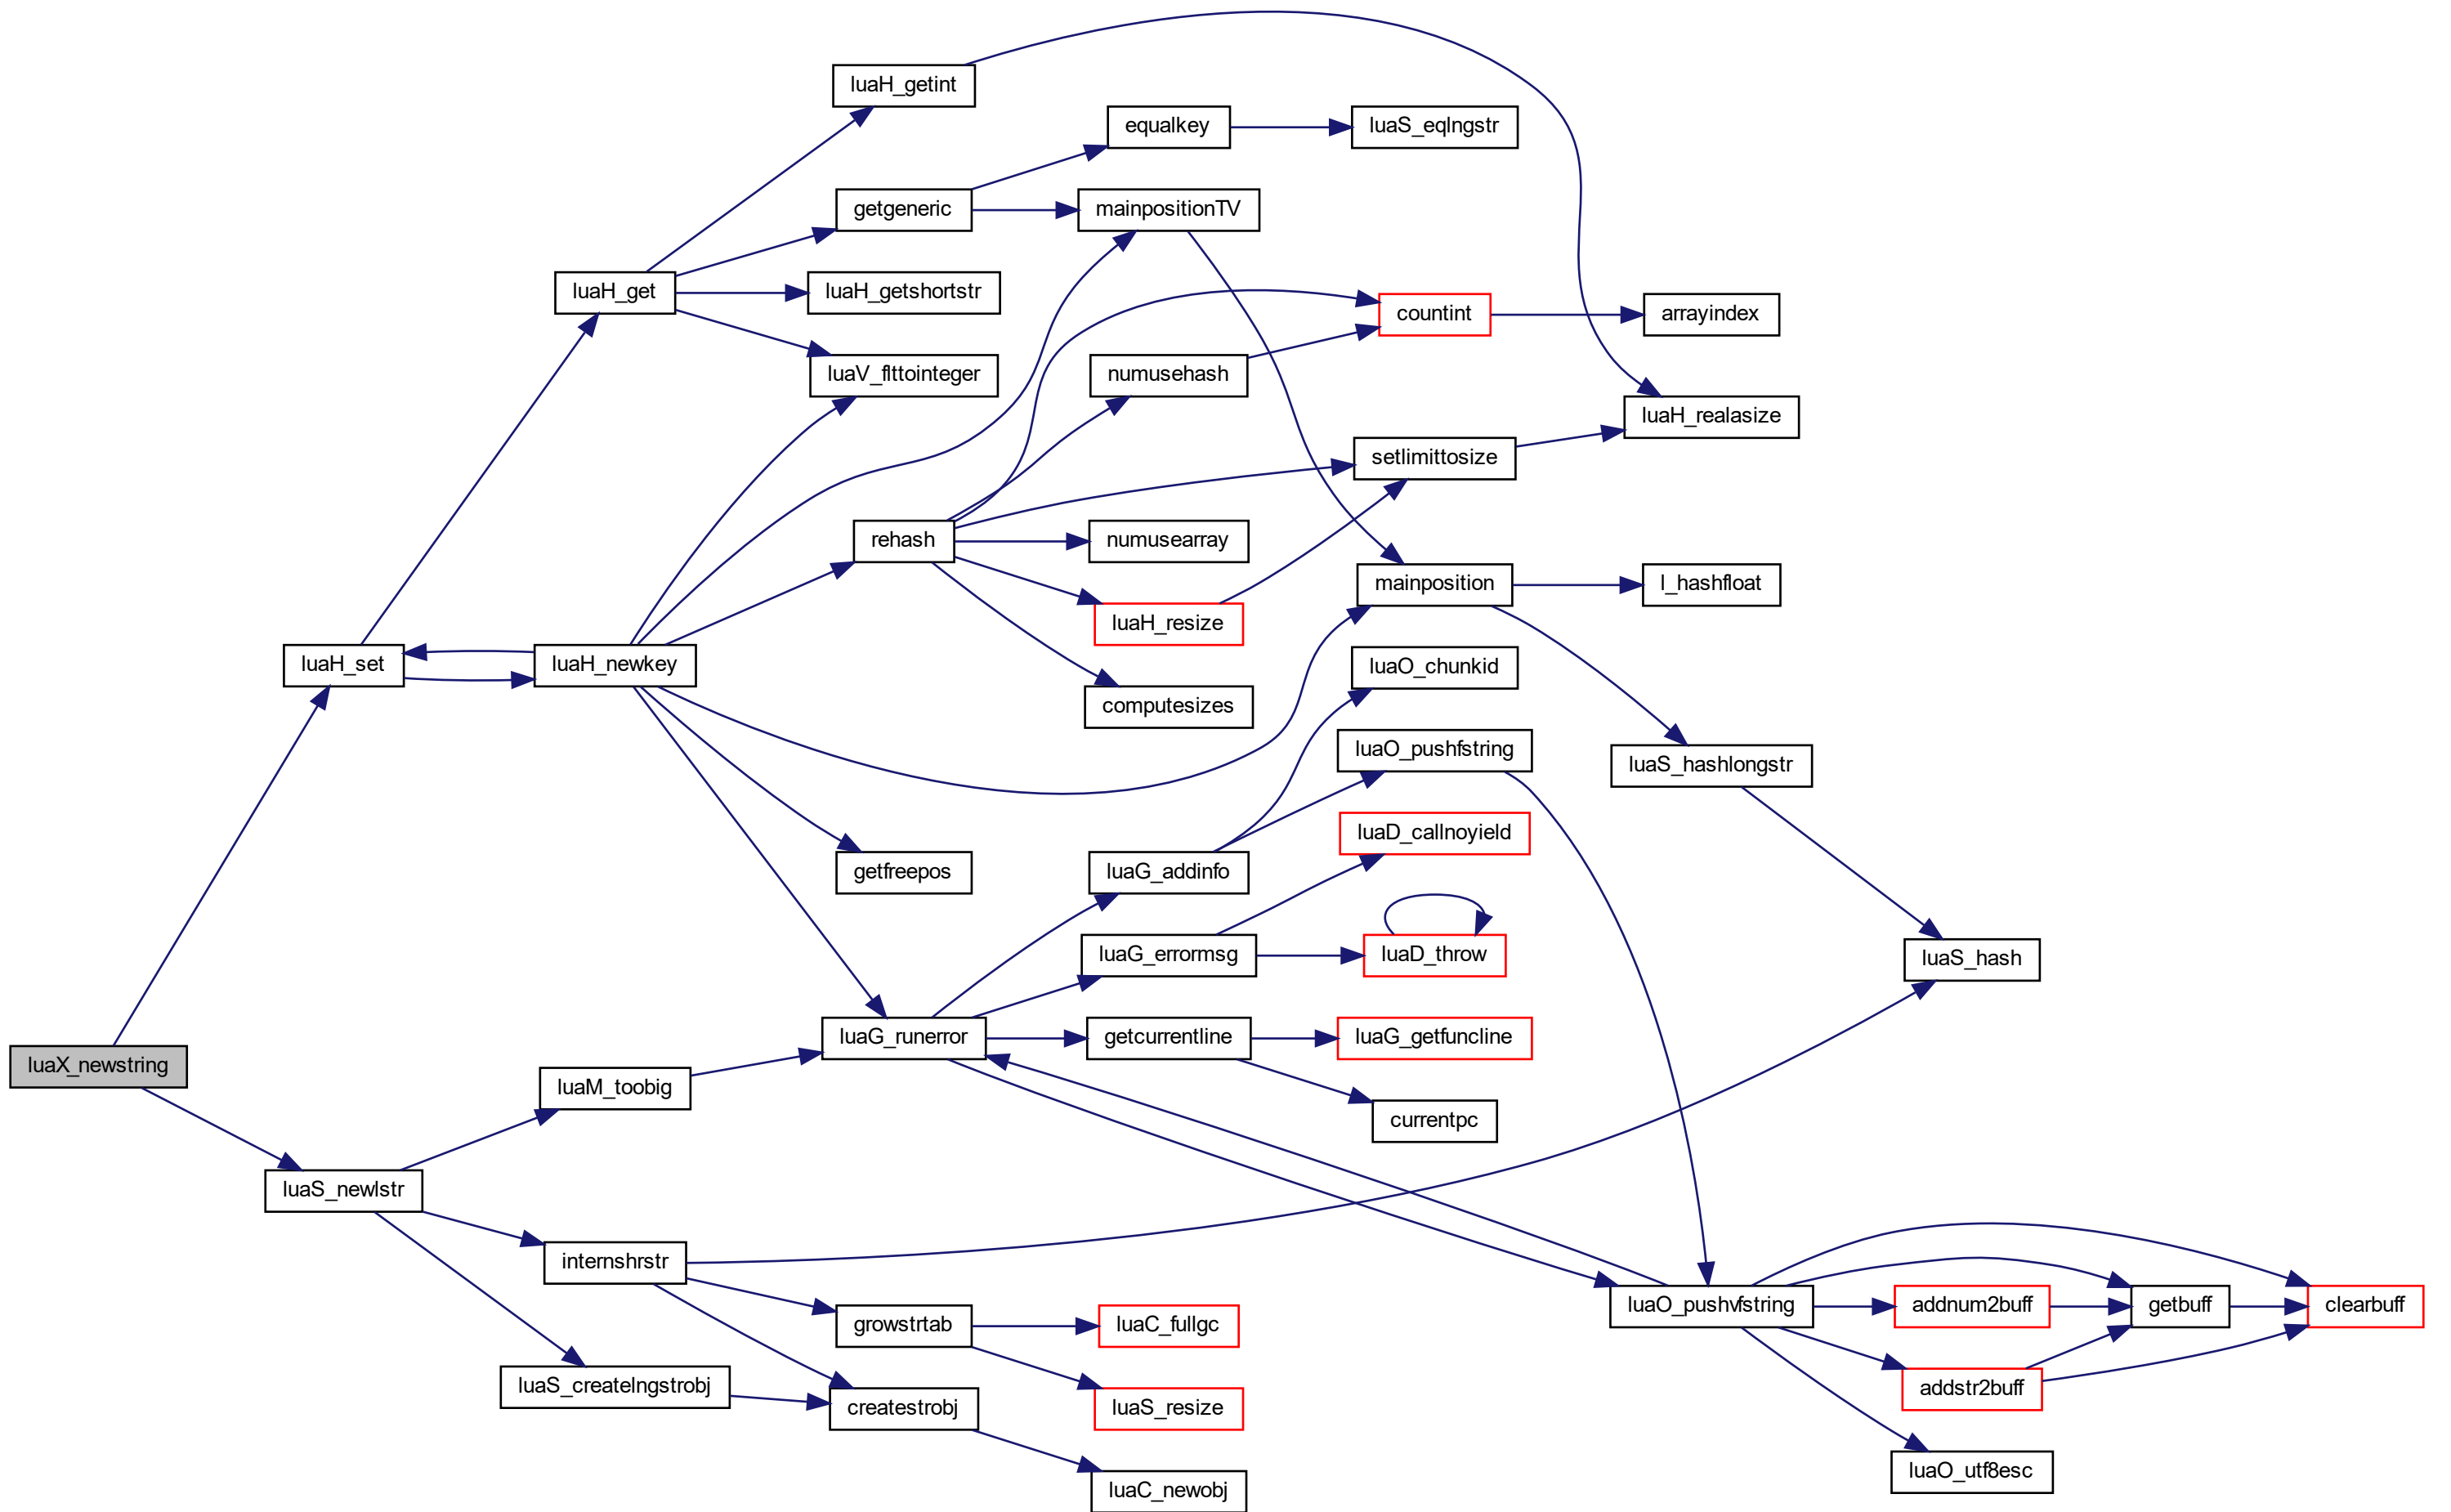 luaH_getint
equalkey
luaS_eqlngstr
getgeneric
mainpositionTV
luaH_get
luaH_getshortstr
countint
arrayindex
luaV_flttointeger
numusehash
luaH_realasize
setlimittosize
rehash
numusearray
mainposition
l_hashfloat
luaH_resize
luaH_set
luaH_newkey
luaO_chunkid
computesizes
luaO_pushfstring
luaS_hashlongstr
luaD_callnoyield
getfreepos
luaG_addinfo
luaG_errormsg
luaD_throw
luaS_hash
luaG_runerror
getcurrentline
luaG_getfuncline
luaX_newstring
luaM_toobig
currentpc
luaS_newlstr
internshrstr
luaO_pushvfstring
addnum2buff
getbuff
clearbuff
growstrtab
luaC_fullgc
luaS_createlngstrobj
addstr2buff
createstrobj
luaS_resize
luaO_utf8esc
luaC_newobj